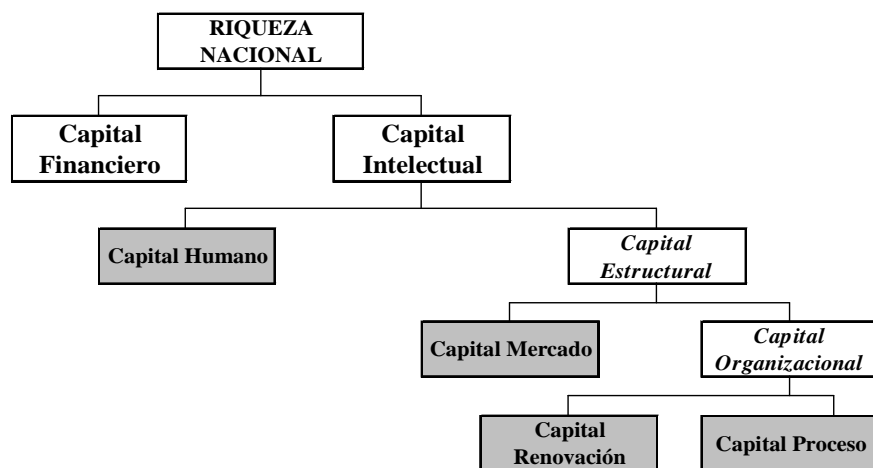 RIQUEZA
NACIONAL
Capital
Financiero
Capital
Intelectual
Capital Humano
Capital
Estructural
Capital Mercado
Capital
Organizacional
Capital
Renovación
Capital Proceso